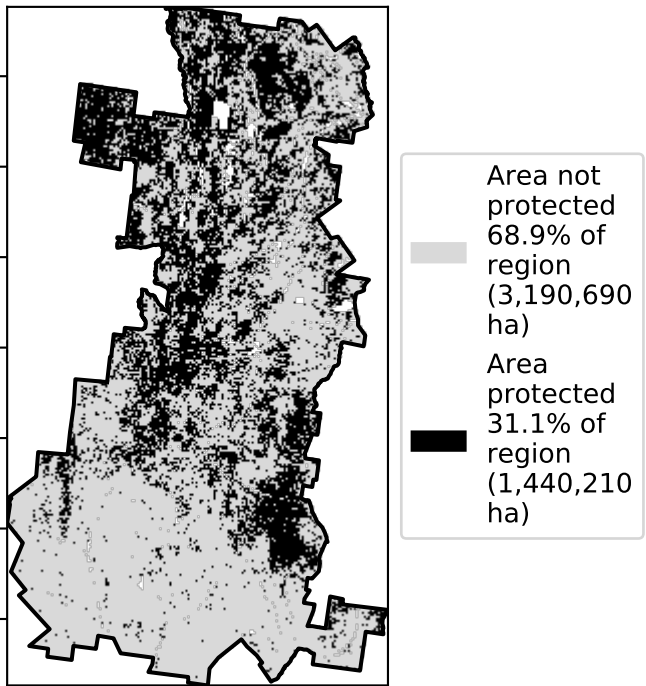 Area not
protected
68.9% of
region
(3,190,690
ha)
Area
protected
31.1% of
region
(1,440,210
ha)